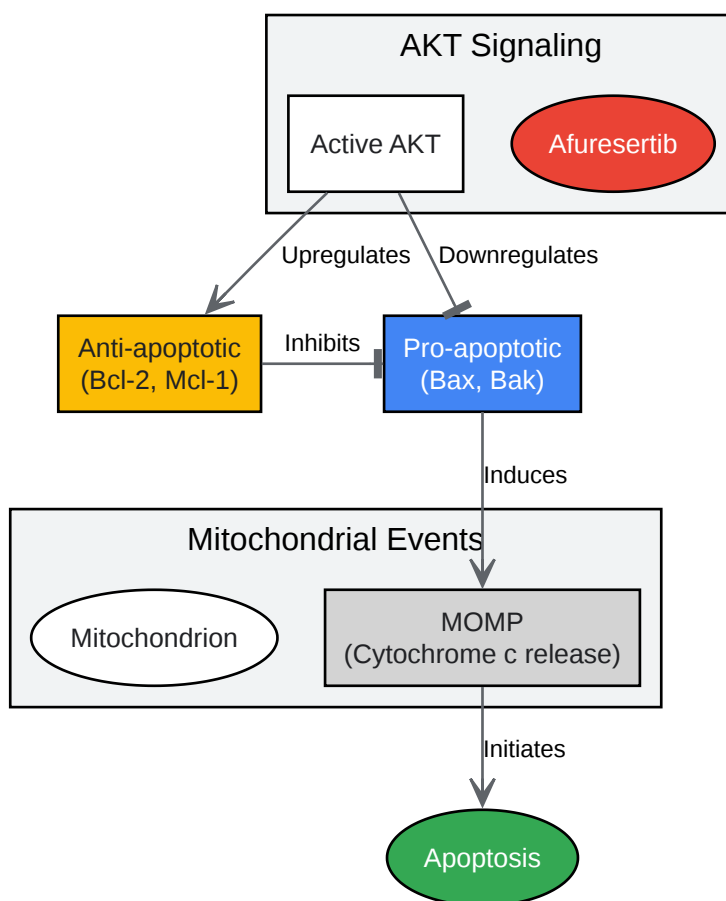 AKT Signaling
Active AKT
Afuresertib
Upregulates
Downregulates
Anti-apoptotic
(Bcl-2, Mcl-1)
Inhibits
Pro-apoptotic
(Bax, Bak)
Induces
Mitochondrial Events
Mitochondrion
MOMP
(Cytochrome c release)
Initiates
Apoptosis